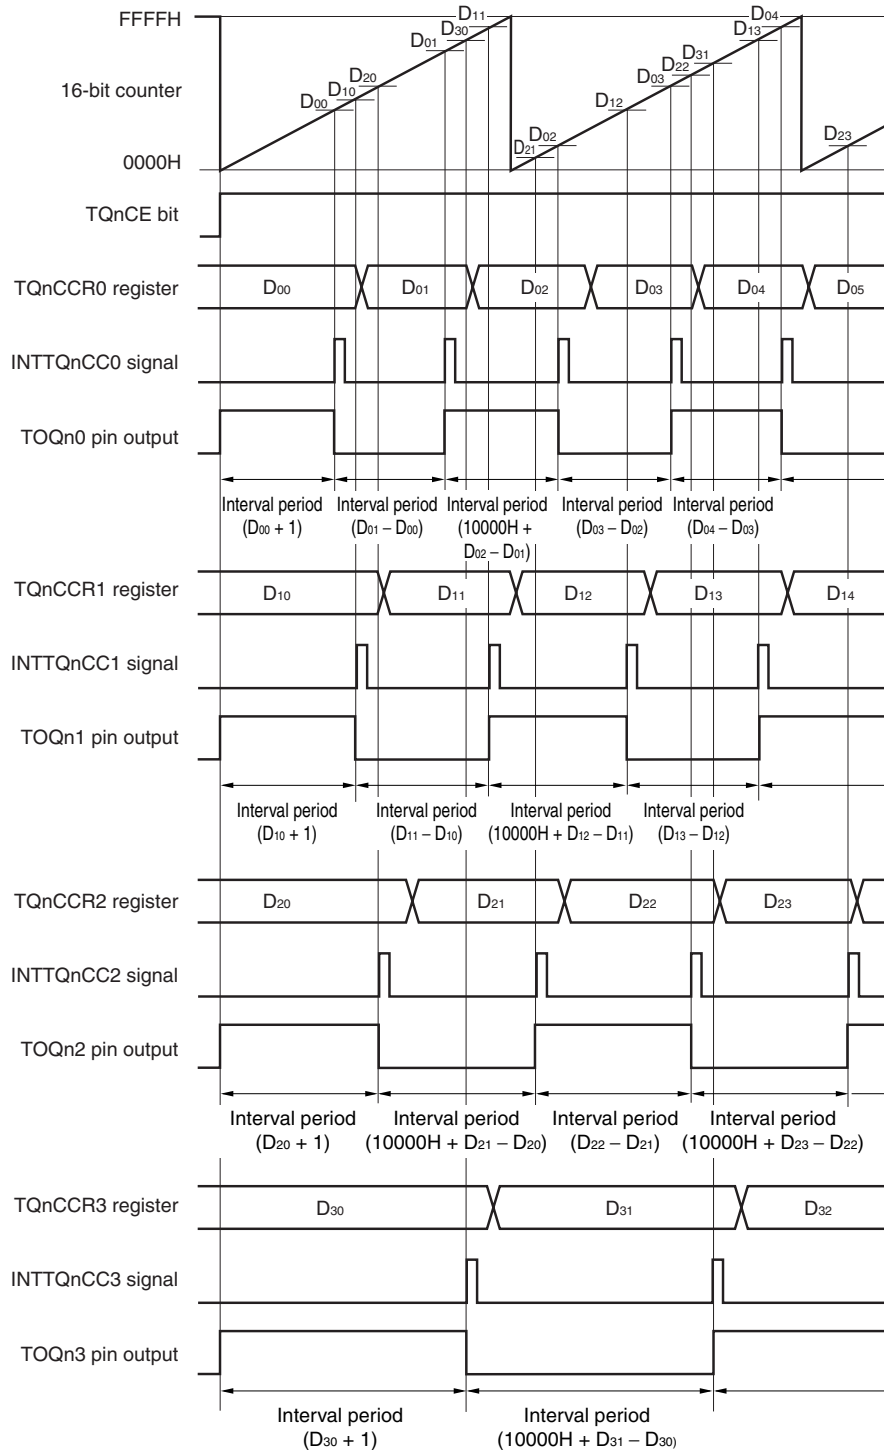 FFFFH
16-bit counter
0000H
D00
D10
D20
D01
D30
D11
D21
D02
D12
D03
D22
D31
D13
D04
D23
TQnCE bit
TQnCCR0 register
D00 D01 D02 D03 D04 D05
INTTQnCC0 signal
TOQn0 pin output
Interval period
(D00 + 1)
Interval period
(D01 – D00)
Interval period
(10000H +
D02 – D01)
Interval period
(D03 – D02)
Interval period
(D04 – D03)
TQnCCR1 register
D10 D11 D12 D13 D14
INTTQnCC1 signal
TOQn1 pin output
Interval period
(D10 + 1)
Interval period
(D11 – D10)
Interval period
(10000H + D12 – D11)
Interval period
(D13 – D12)
TQnCCR2 register
D20 D21 D22 D23
INTTQnCC2 signal
TOQn2 pin output
Interval period
(D20 + 1)
Interval period
(10000H + D21 – D20)
Interval period
(D22 – D21)
Interval period
(10000H + D23 – D22)
TQnCCR3 register
D30 D31 D32
INTTQnCC3 signal
TOQn3 pin output
Interval period
(D30 + 1)
Interval period
(10000H + D31 – D30)